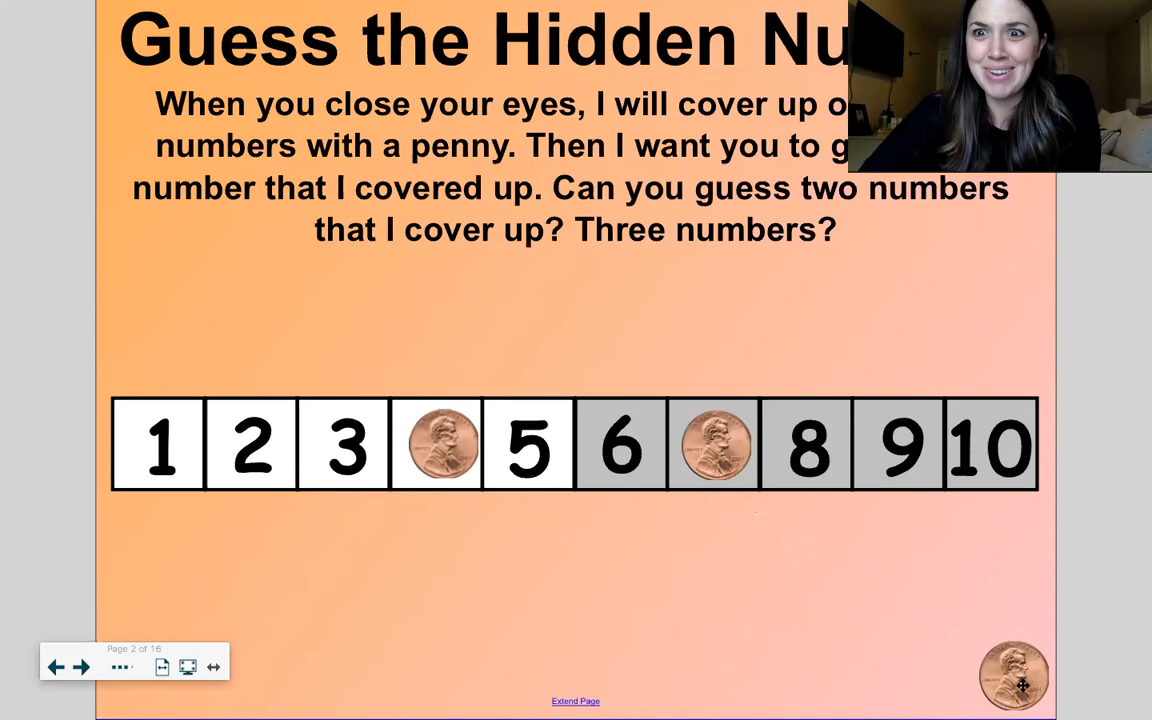 Guess the Hidden Nu
When you close your eyes, I will cover up o
numbers with a penny. Then I want you to g
number that I covered up. Can you guess two numbers
that I cover up? Three numbers?
1 2 3 5 6 8 9 10
Page 2 of 16
Extend Page